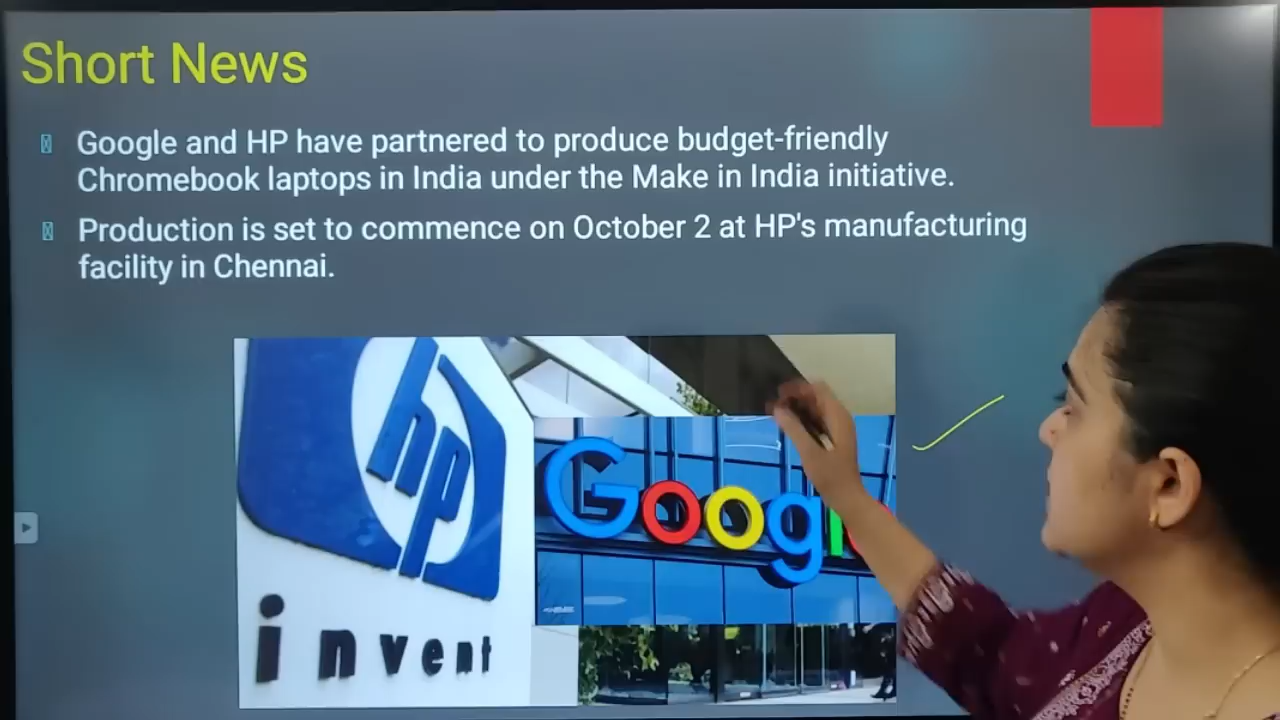 Short News
Google and HP have partnered to produce budget-friendly
Chromebook laptops in India under the Make in India initiative.
Production is set to commence on October 2 at HP's manufacturing
facility in Chennai.
hp
invent
Google